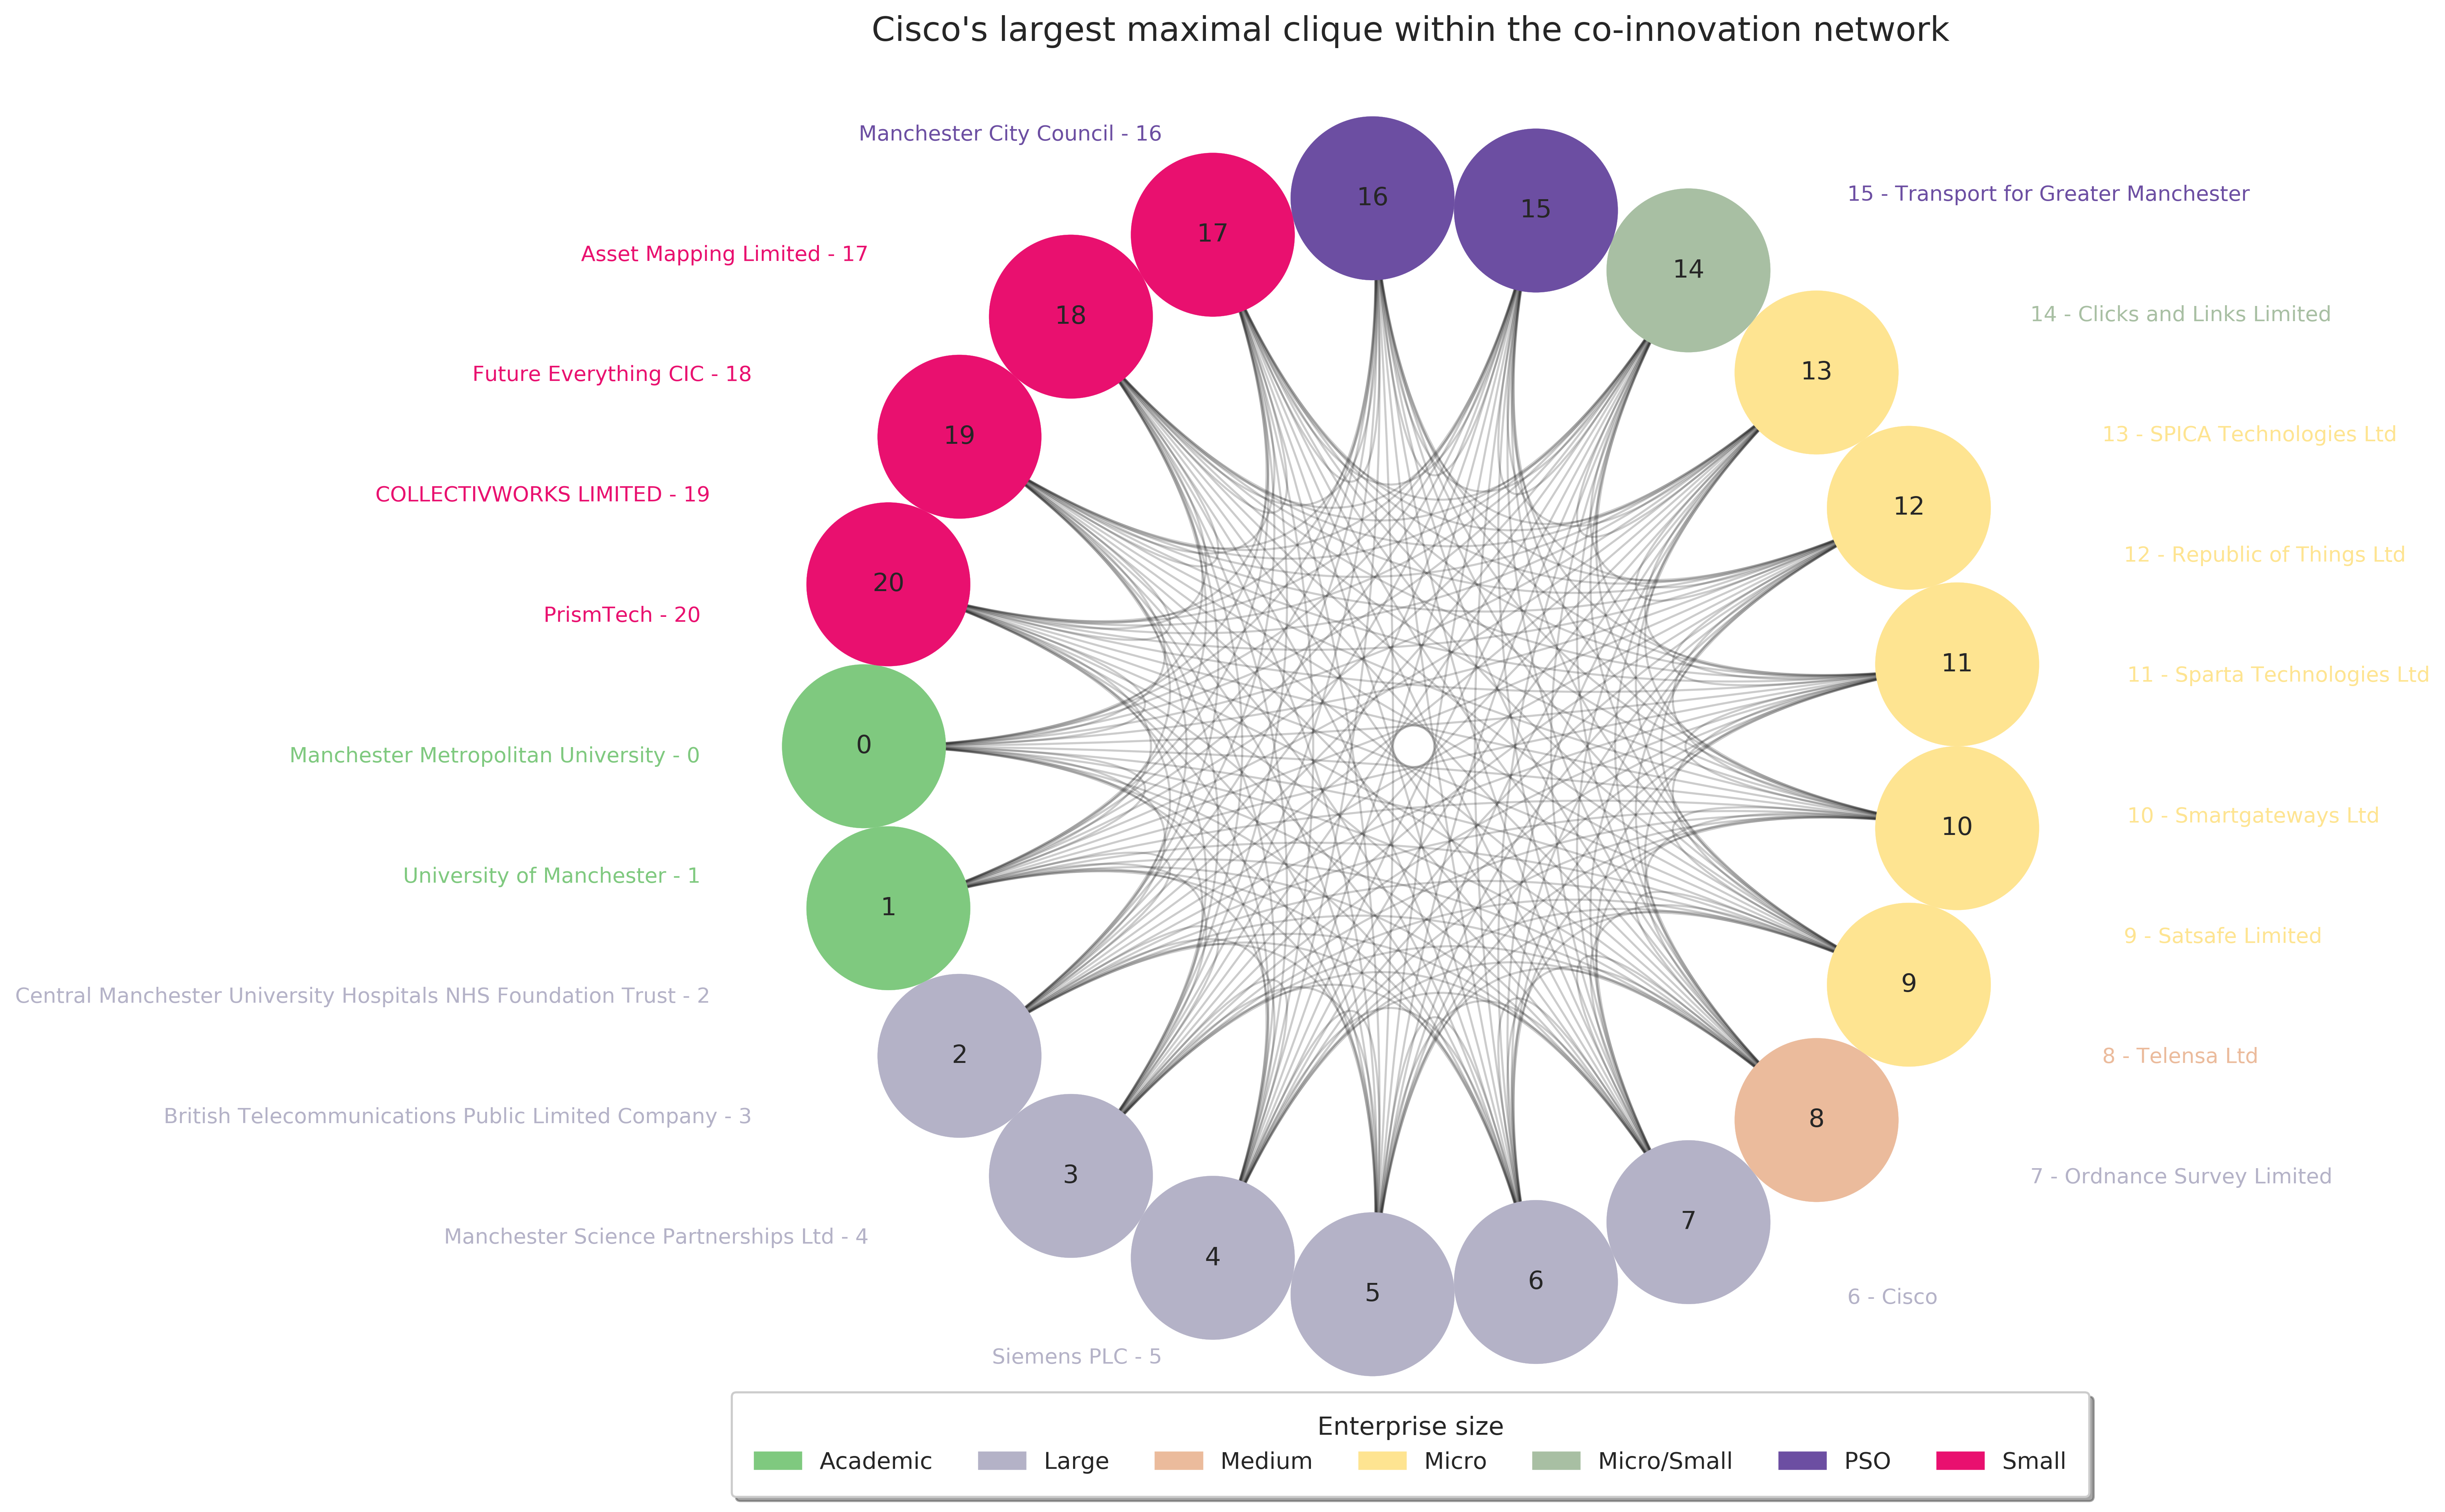 Cisco's largest maximal clique within the co-innovation network
Manchester City Council - 16
15 - Transport for Greater Manchester
Asset Mapping Limited - 17
14 - Clicks and Links Limited
Future Everything CIC - 18
13 - SPICA Technologies Ltd
COLLECTIVWORKS LIMITED - 19
12 - Republic of Things Ltd
PrismTech - 20
11 - Sparta Technologies Ltd
Manchester Metropolitan University - 0
10 - Smartgateways Ltd
University of Manchester - 1
9 - Satsafe Limited
Central Manchester University Hospitals NHS Foundation Trust - 2
8 - Telensa Ltd
British Telecommunications Public Limited Company - 3
7 - Ordnance Survey Limited
Manchester Science Partnerships Ltd - 4
6 - Cisco
Siemens PLC - 5
16
15
17
14
18
13
19
12
20
11
0
10
1
9
2
8
3
7
4
6
5
Enterprise size
Academic Large Medium Micro Micro/Small PSO Small